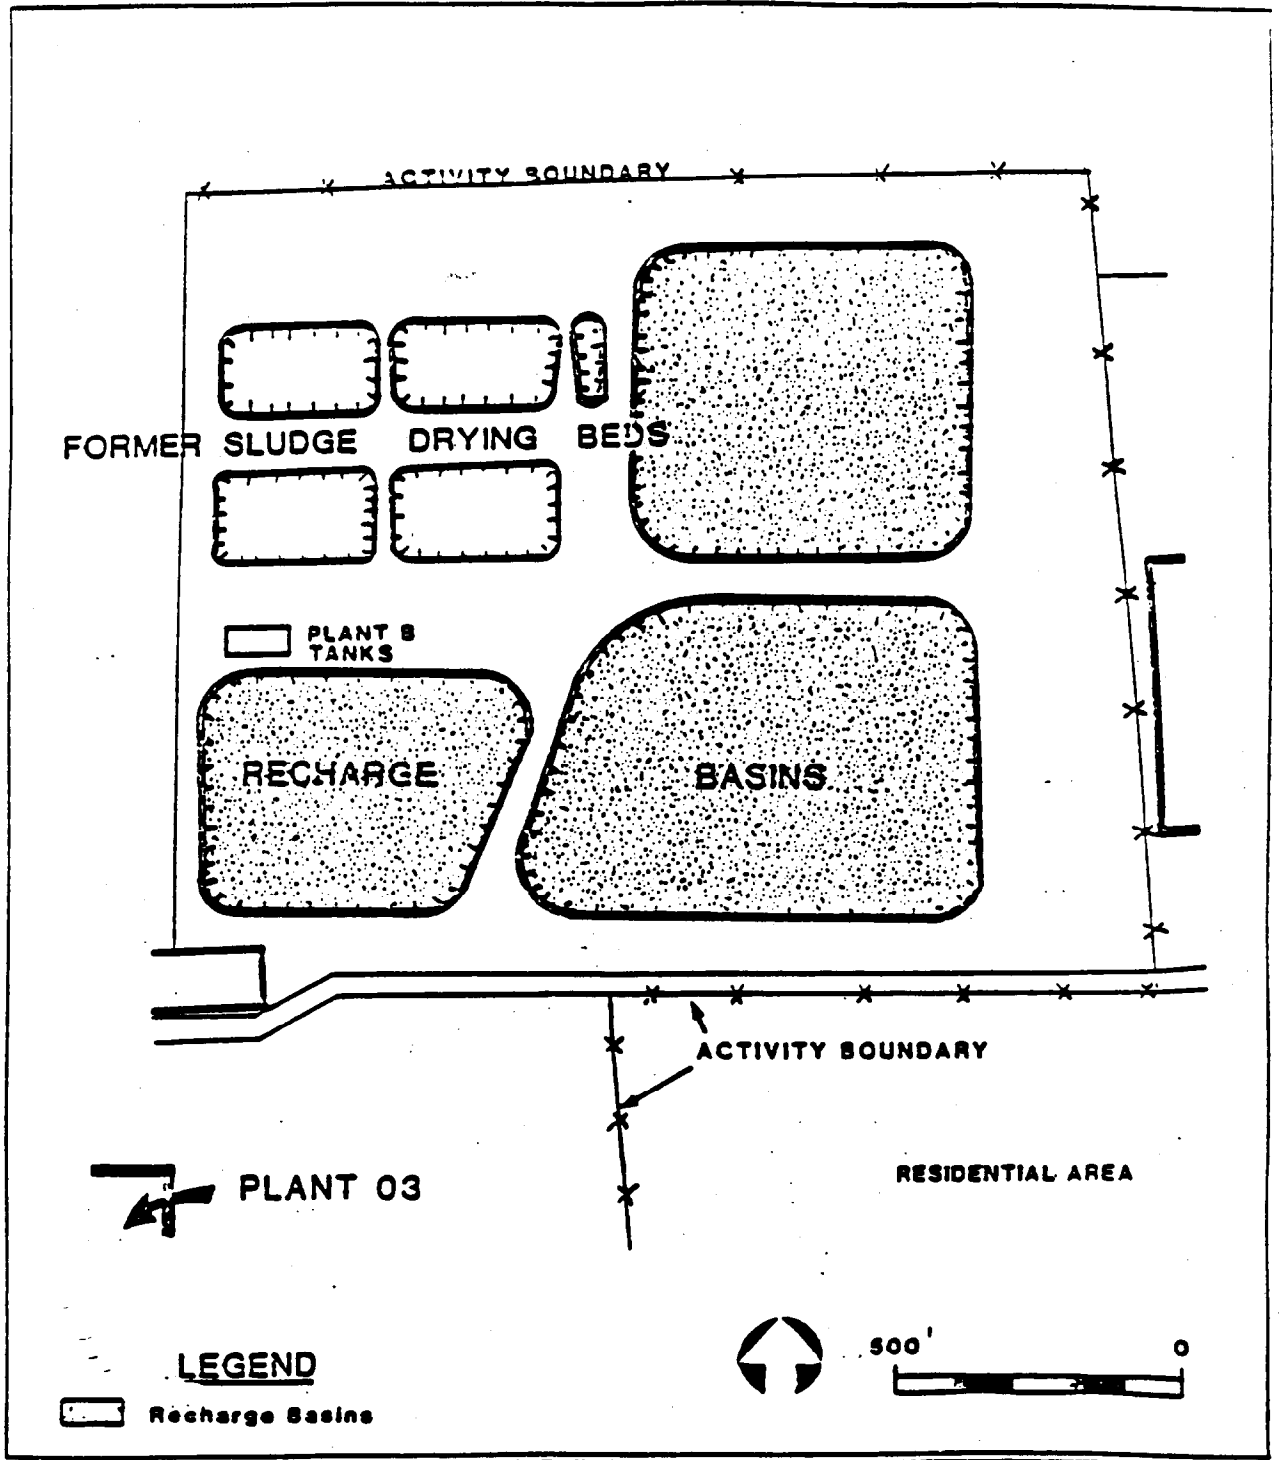 ACTIVITY BOUNDARY
FORMER SLUDGE DRYING BEDS
PLANT 8
TANKS
RECHARGE BASINS
ACTIVITY BOUNDARY
RESIDENTIAL AREA
PLANT 03
500' 0
LEGEND
Recharge Basins